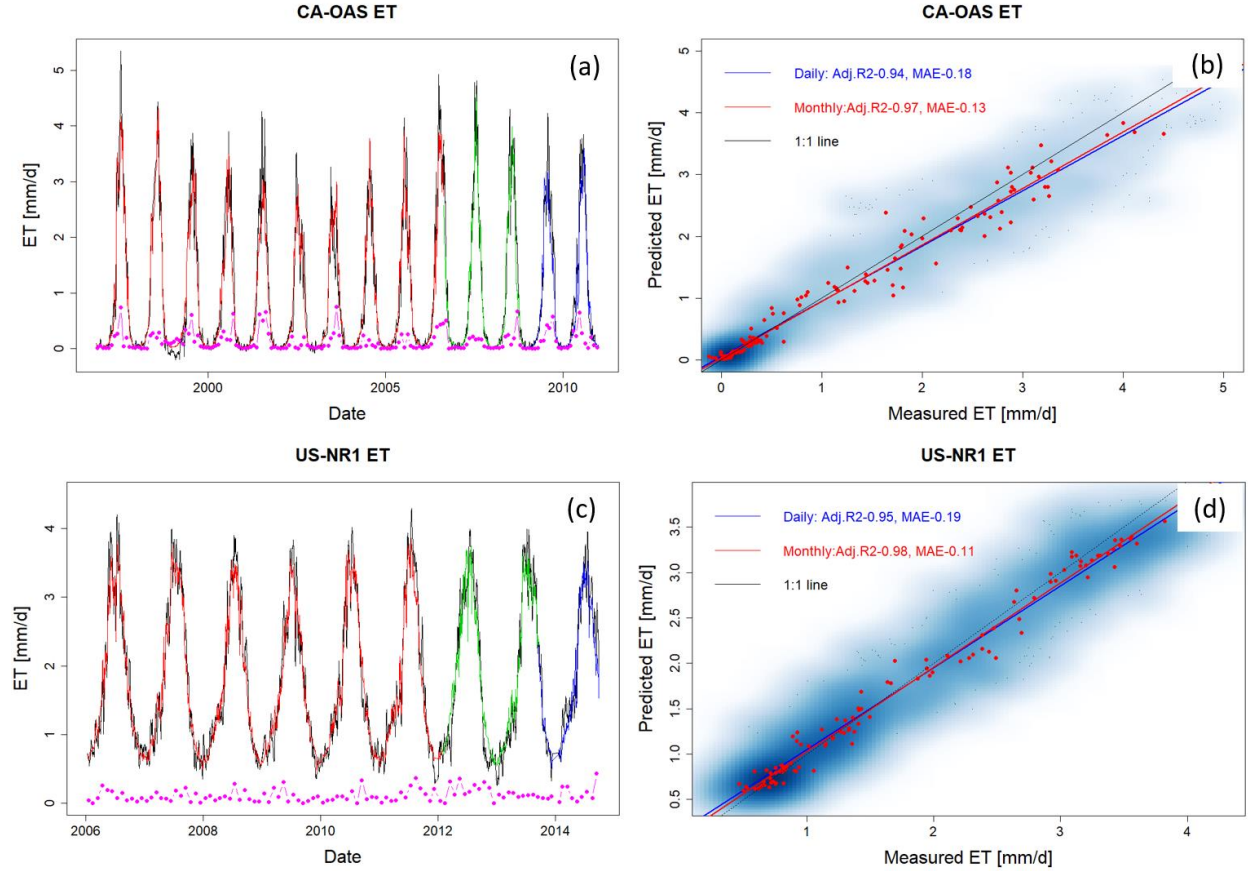 CA-OAS ET
(a)
ET [mm/d]
5
4
3
2
1
0
2000
2005
2010
Date
CA-OAS ET
(b)
Daily: Adj.R2-0.94, MAE-0.18
Monthly:Adj.R2-0.97, MAE-0.13
1:1 line
Predicted ET [mm/d]
5
4
3
2
1
0
0
1
2
3
4
5
Measured ET [mm/d]
US-NR1 ET
(c)
ET [mm/d]
4
3
2
1
0
2006
2008
2010
2012
2014
Date
US-NR1 ET
(d)
Daily: Adj.R2-0.95, MAE-0.19
Monthly:Adj.R2-0.98, MAE-0.11
1:1 line
Predicted ET [mm/d]
3.5
3.0
2.5
2.0
1.5
1.0
0.5
1
2
3
4
Measured ET [mm/d]